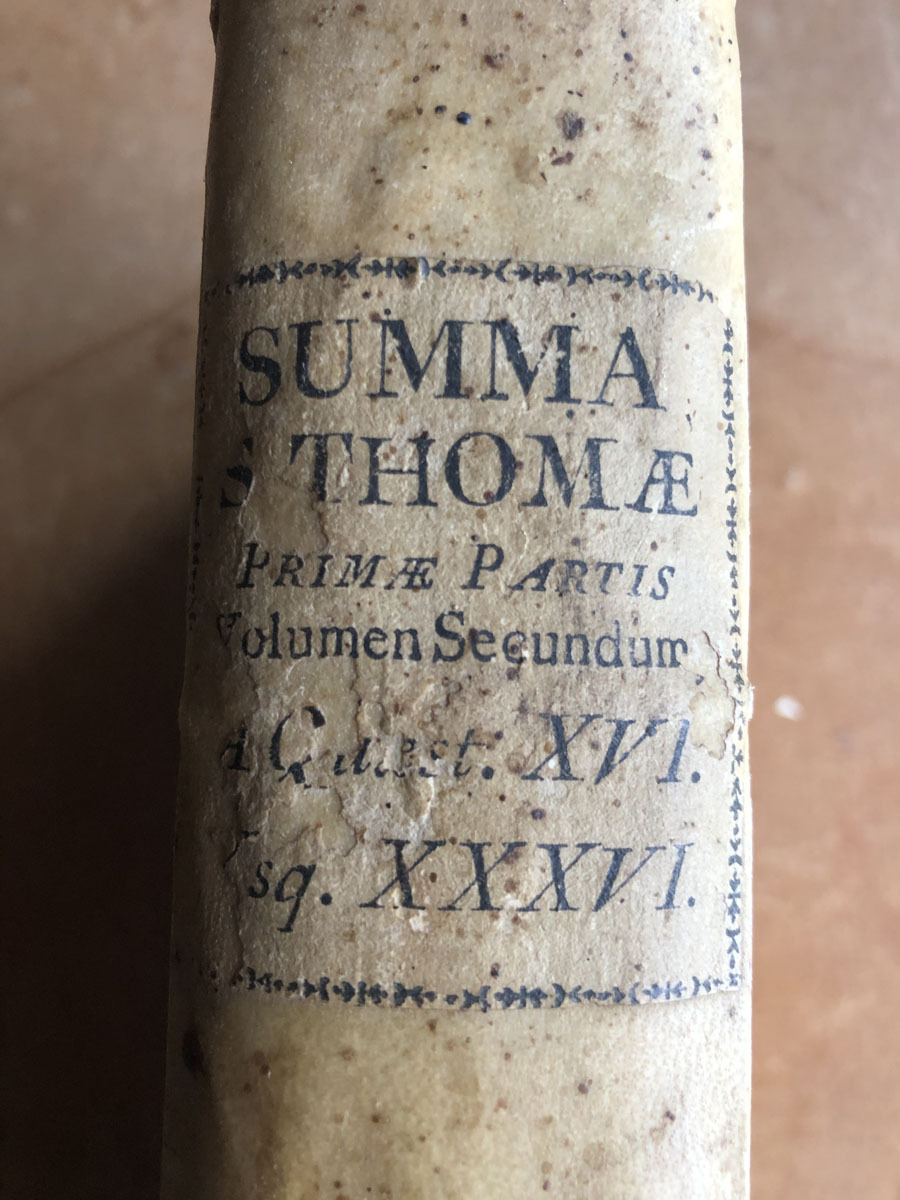 SUMMA
S THOMÆ
PRIMÆ PARTIS
Volumen Secundum
A Quæst. XVI.
Usq. XXXVI.